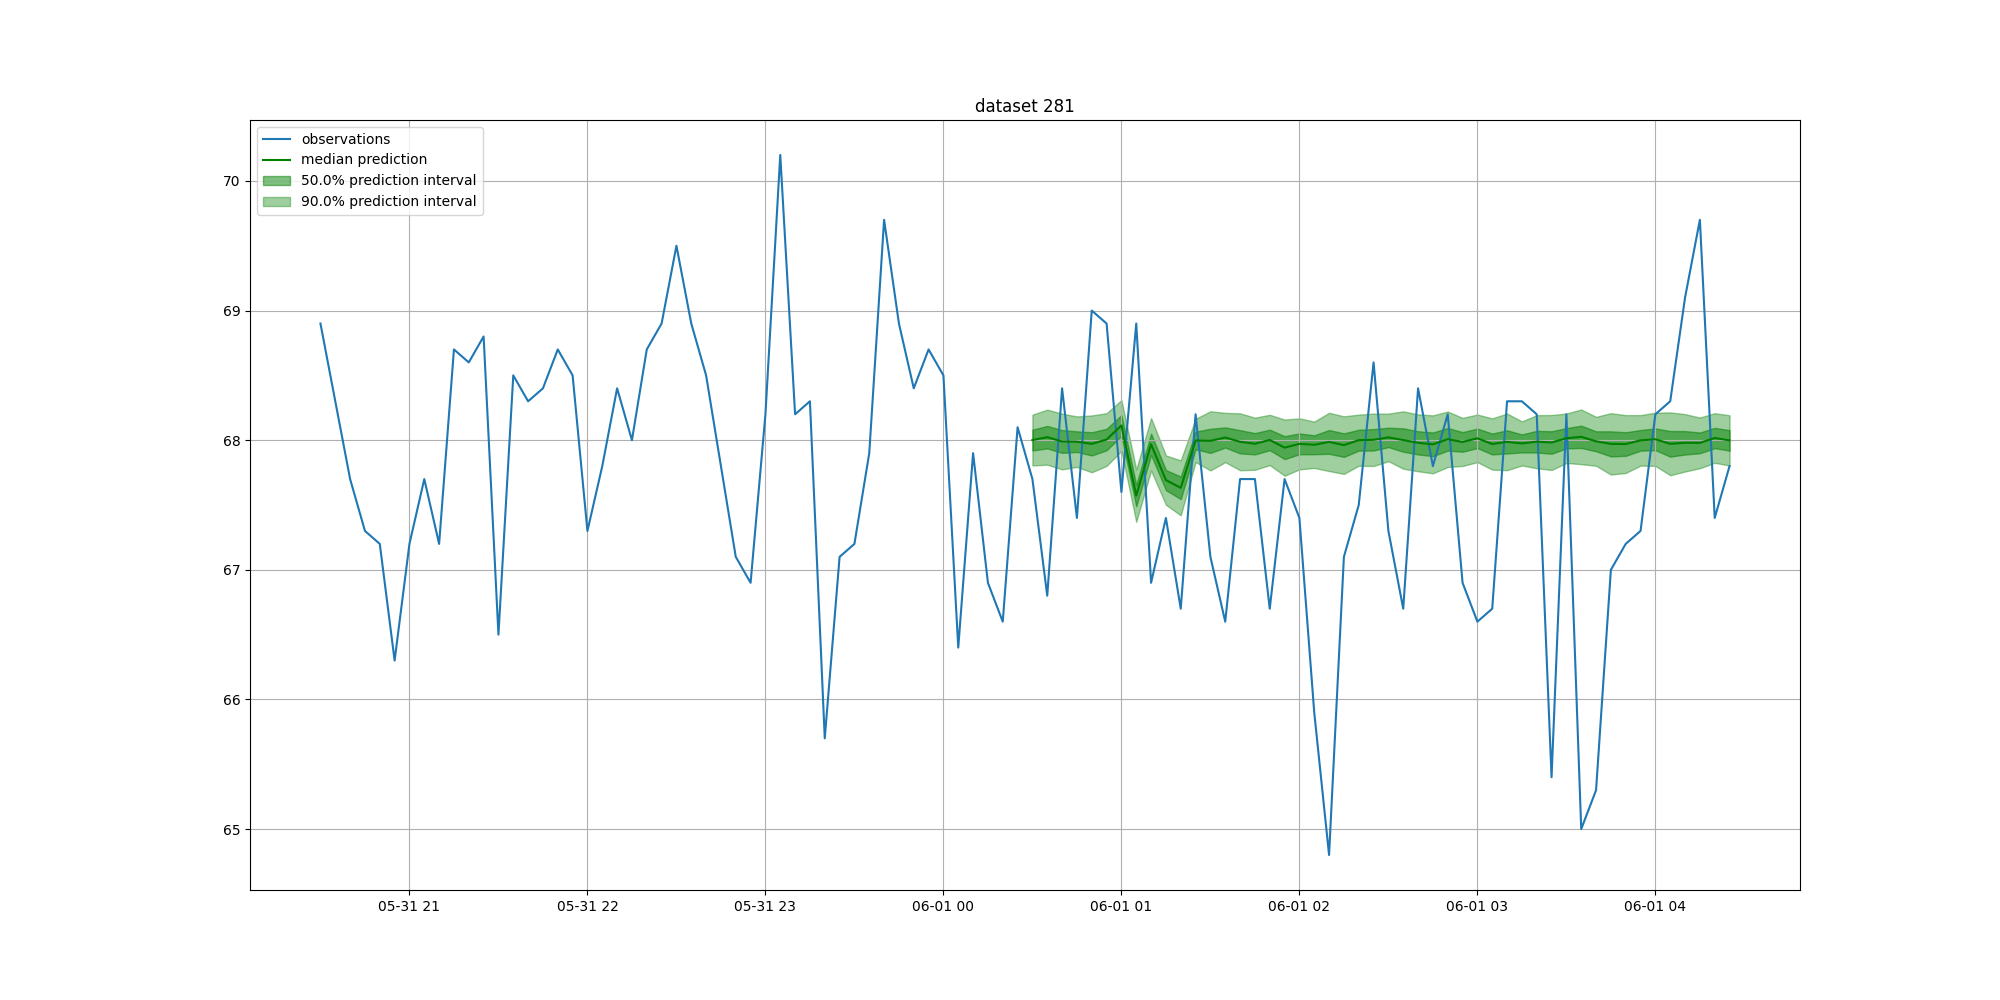 dataset 281
observations
median prediction
50.0% prediction interval
90.0% prediction interval
70
69
68
67
66
65
05-31 21
05-31 22
05-31 23
06-01 00
06-01 01
06-01 02
06-01 03
06-01 04